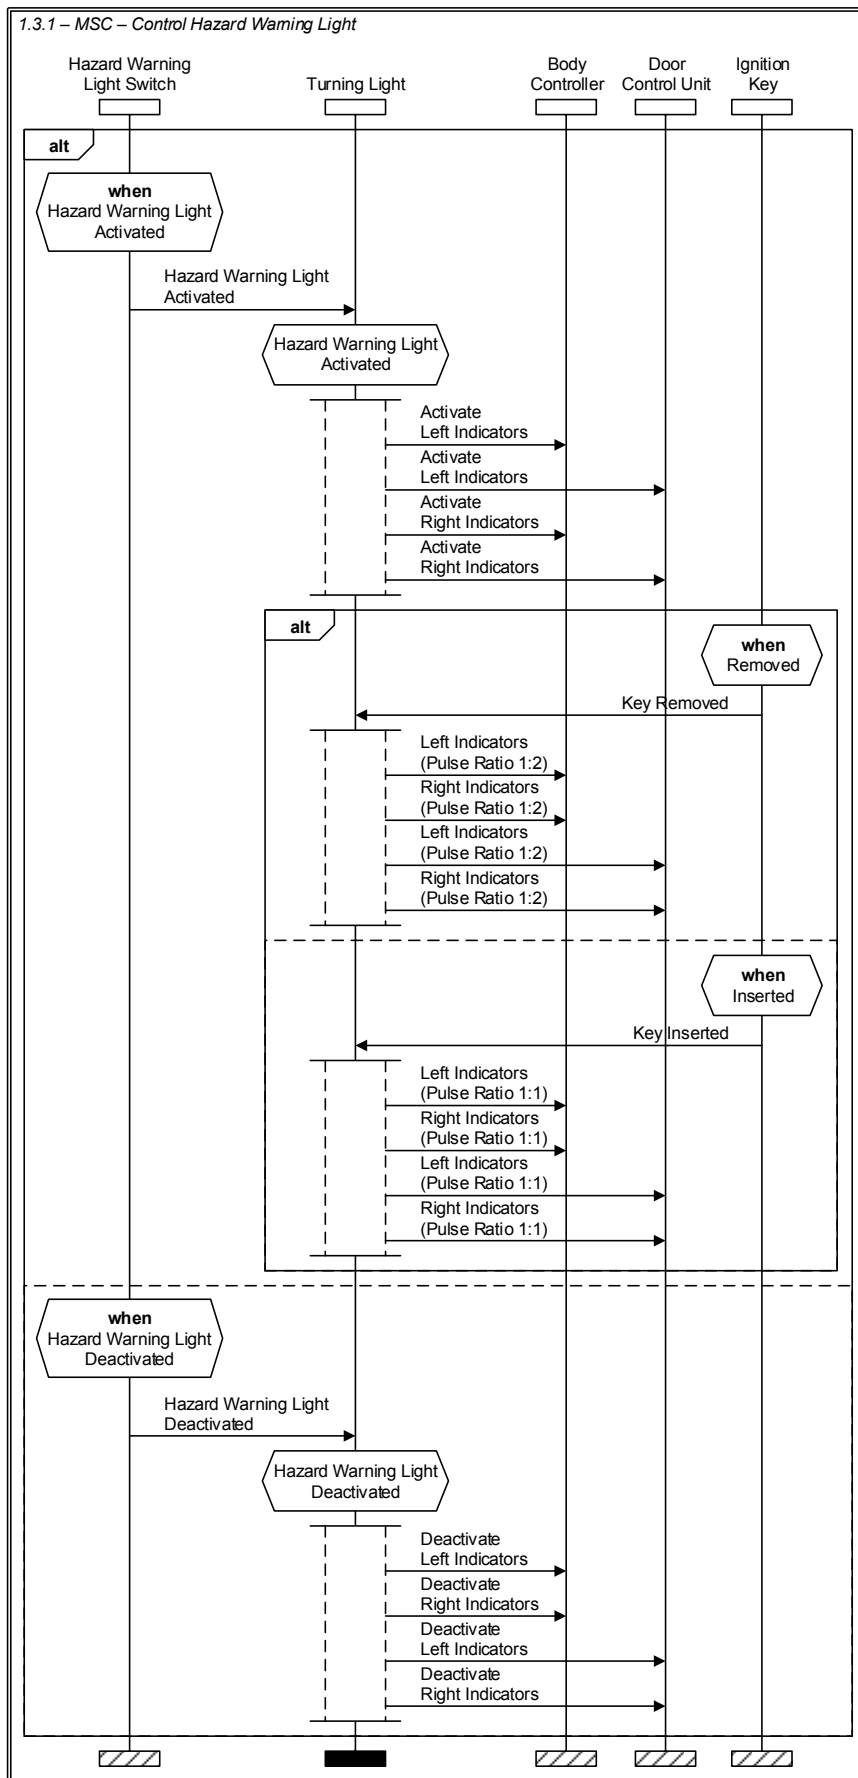 1.3.1 – MSC – Control Hazard Warning Light
Hazard Warning
Light Switch
Turning Light
Body
Controller
Door
Control Unit
Ignition
Key
alt
when
Hazard Warning Light
Activated
Hazard Warning Light
Activated
Hazard Warning Light
Activated
Activate
Left Indicators
Activate
Left Indicators
Activate
Right Indicators
Activate
Right Indicators
alt
when
Removed
Key Removed
Left Indicators
(Pulse Ratio 1:2)
Right Indicators
(Pulse Ratio 1:2)
Left Indicators
(Pulse Ratio 1:2)
Right Indicators
(Pulse Ratio 1:2)
when
Inserted
Key Inserted
Left Indicators
(Pulse Ratio 1:1)
Right Indicators
(Pulse Ratio 1:1)
Left Indicators
(Pulse Ratio 1:1)
Right Indicators
(Pulse Ratio 1:1)
when
Hazard Warning Light
Deactivated
Hazard Warning Light
Deactivated
Hazard Warning Light
Deactivated
Deactivate
Left Indicators
Deactivate
Right Indicators
Deactivate
Left Indicators
Deactivate
Right Indicators